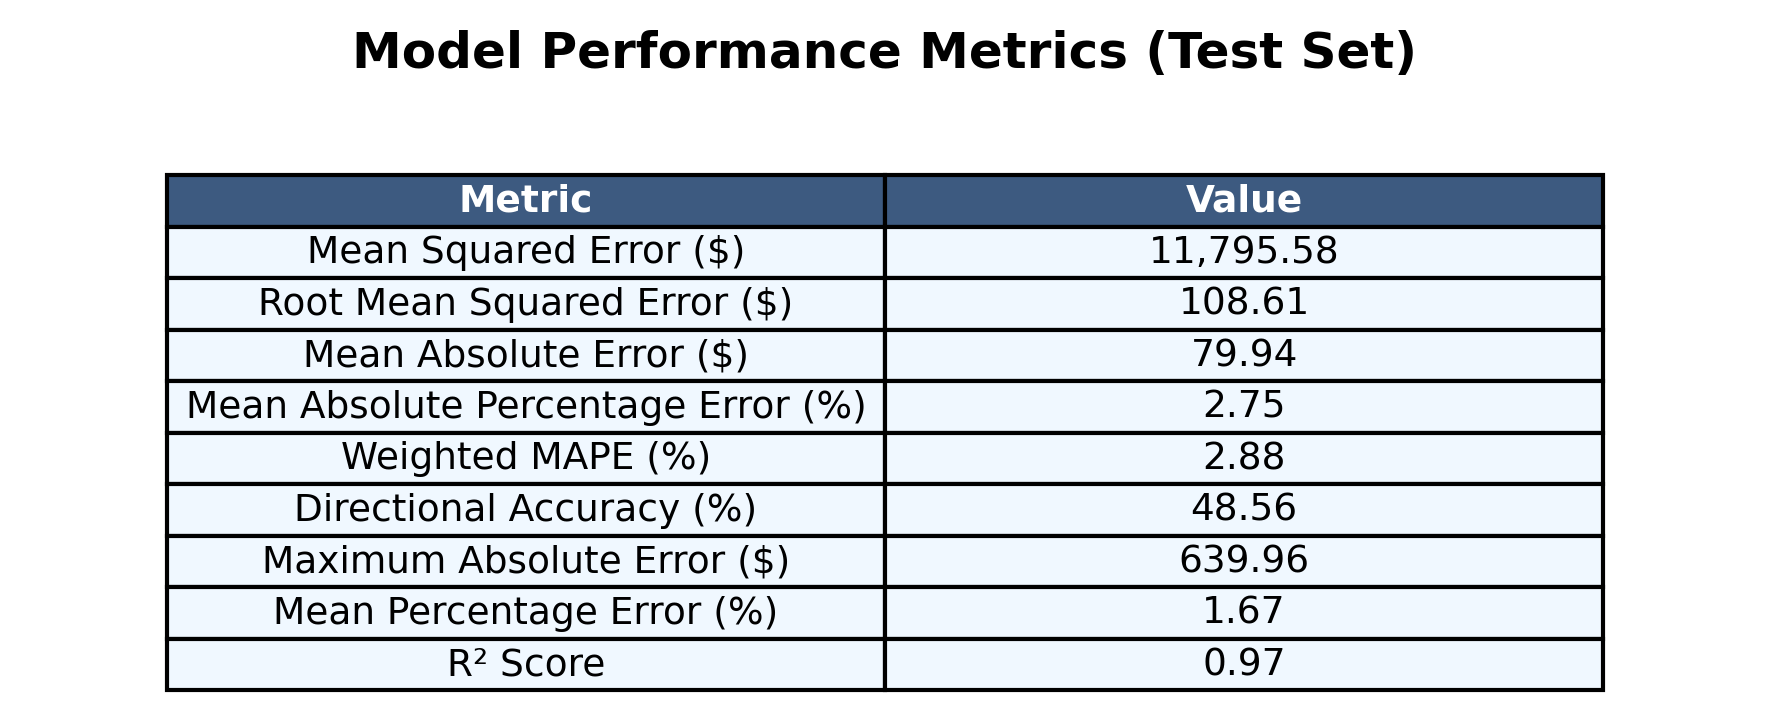 Model Performance Metrics (Test Set)
Metric Value
Mean Squared Error ($) 11,795.58
Root Mean Squared Error ($) 108.61
Mean Absolute Error ($) 79.94
Mean Absolute Percentage Error (%) 2.75
Weighted MAPE (%) 2.88
Directional Accuracy (%) 48.56
Maximum Absolute Error ($) 639.96
Mean Percentage Error (%) 1.67
R² Score 0.97